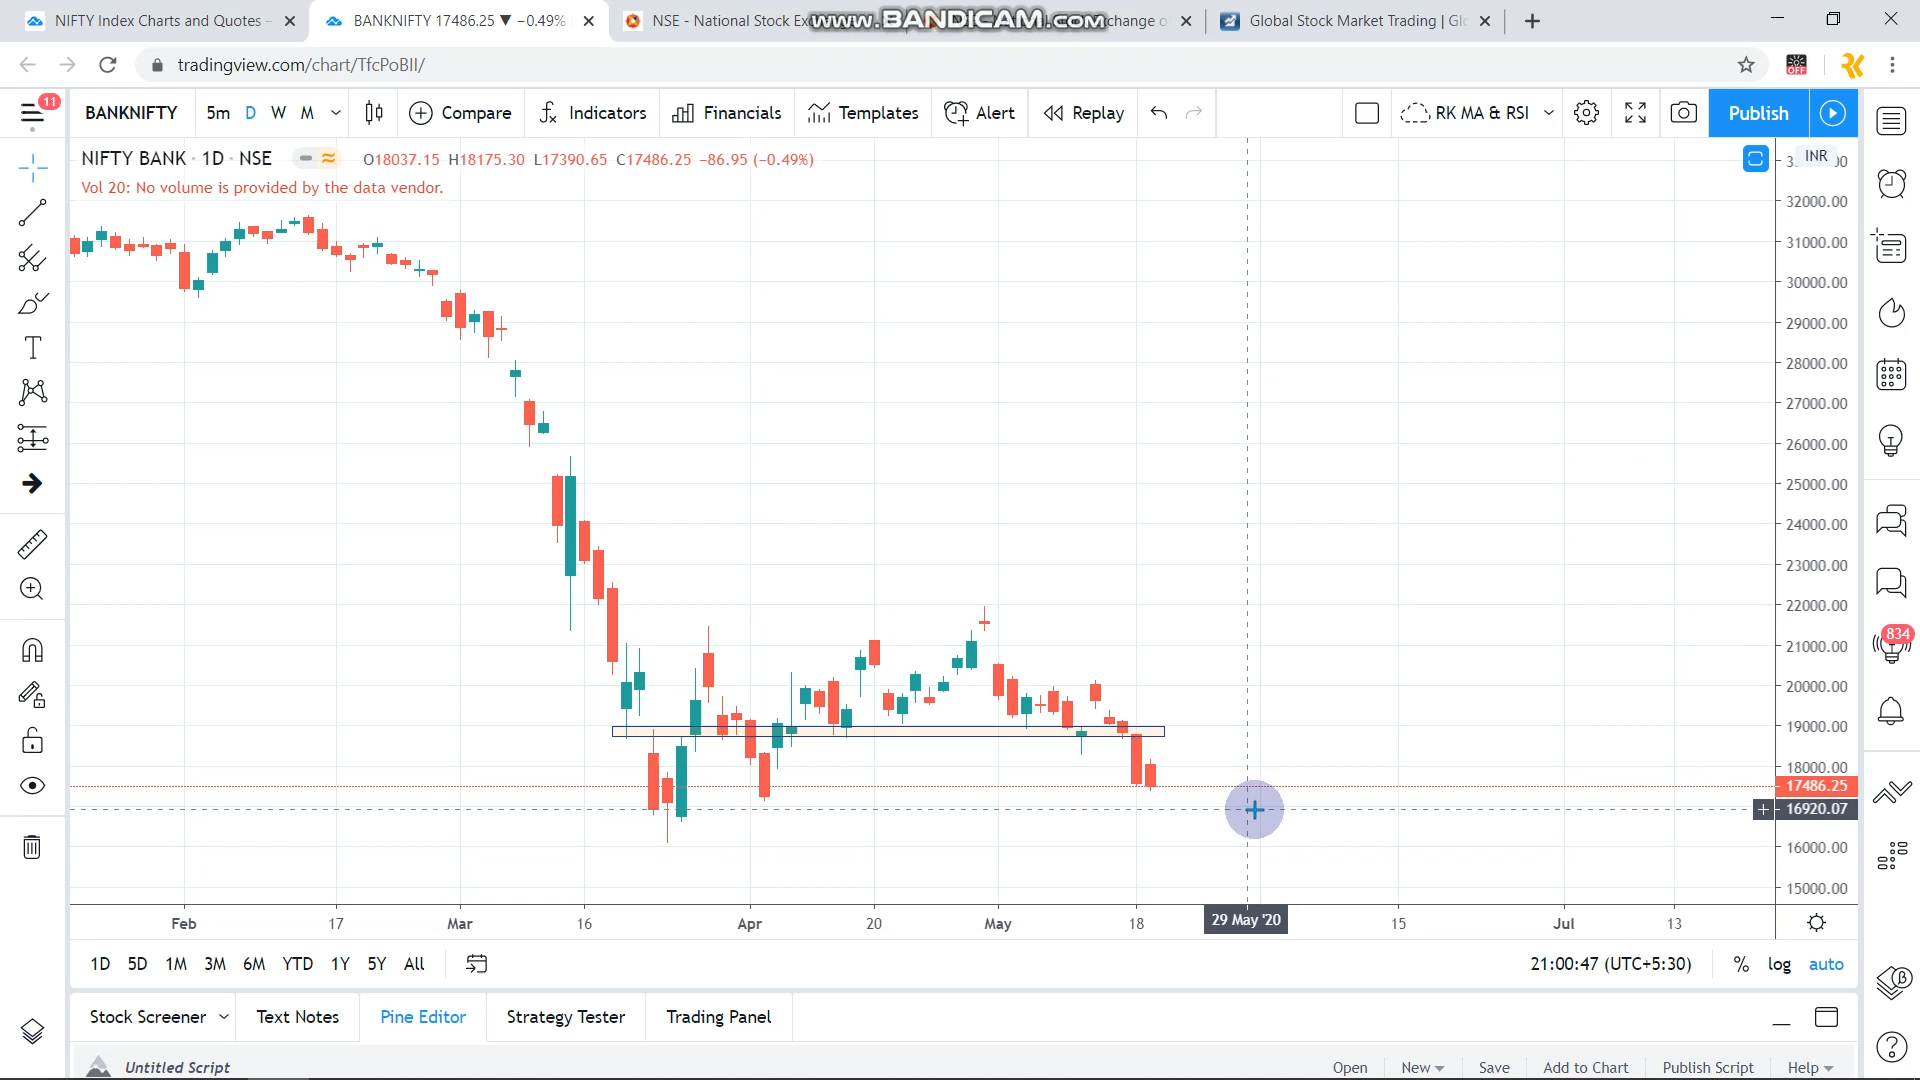 NIFTY Index Charts and Quotes –
BANKNIFTY 17486.25 ▼ −0.49%
NSE - National Stock Ex
change o
Global Stock Market Trading | Gl
www.BANDICAM.com
tradingview.com/chart/TfcPoBII/
OFF
11
BANKNIFTY
5m D W M
Compare
Indicators
Financials
Templates
Alert
Replay
RK MA & RSI
Publish
NIFTY BANK · 1D · NSE
O18037.15 H18175.30 L17390.65 C17486.25 −86.95 (−0.49%)
INR
Vol 20: No volume is provided by the data vendor.
32000.00
31000.00
30000.00
29000.00
28000.00
27000.00
26000.00
25000.00
24000.00
23000.00
22000.00
21000.00
20000.00
19000.00
18000.00
17486.25
16920.07
16000.00
15000.00
834
Feb 17 Mar 16 Apr 20 May 18 29 May '20 15 Jul 13
1D 5D 1M 3M 6M YTD 1Y 5Y All
21:00:47 (UTC+5:30) % log auto
Stock Screener Text Notes Pine Editor Strategy Tester Trading Panel
Untitled Script
Open New Save Add to Chart Publish Script Help